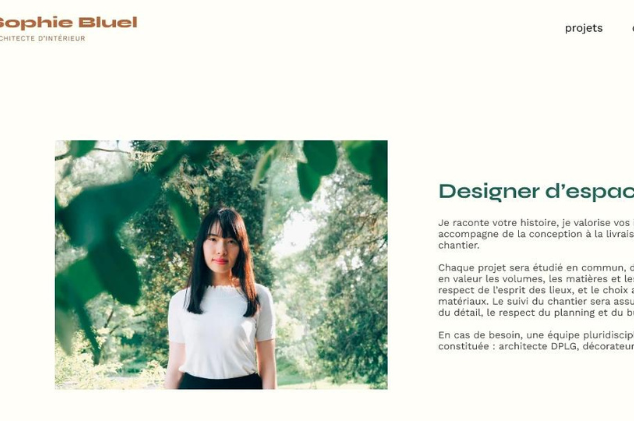 Sophie Bluel
ARCHITECTE D'INTÉRIEUR
projets
Designer d'espac
Je raconte votre histoire, je valorise vos
accompagne de la conception à la livrais
chantier.
Chaque projet sera étudié en commun, d
en valeur les volumes, les matières et le
respect de l'esprit des lieux, et le choix a
matériaux. Le suivi du chantier sera assu
du détail, le respect du planning et du b
En cas de besoin, une équipe pluridiscip
constituée : architecte DPLG, décorateur